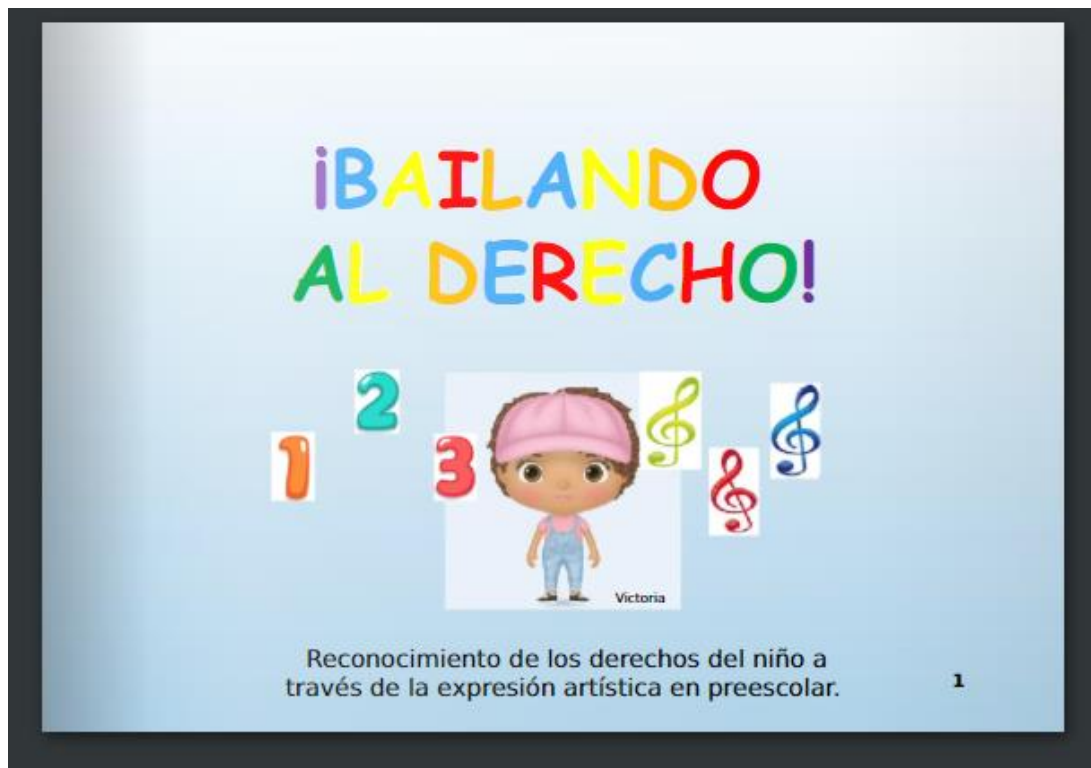 ¡BAILANDO
AL DERECHO!
2
1
3
Victoria
Reconocimiento de los derechos del niño a
través de la expresión artística en preescolar.
1